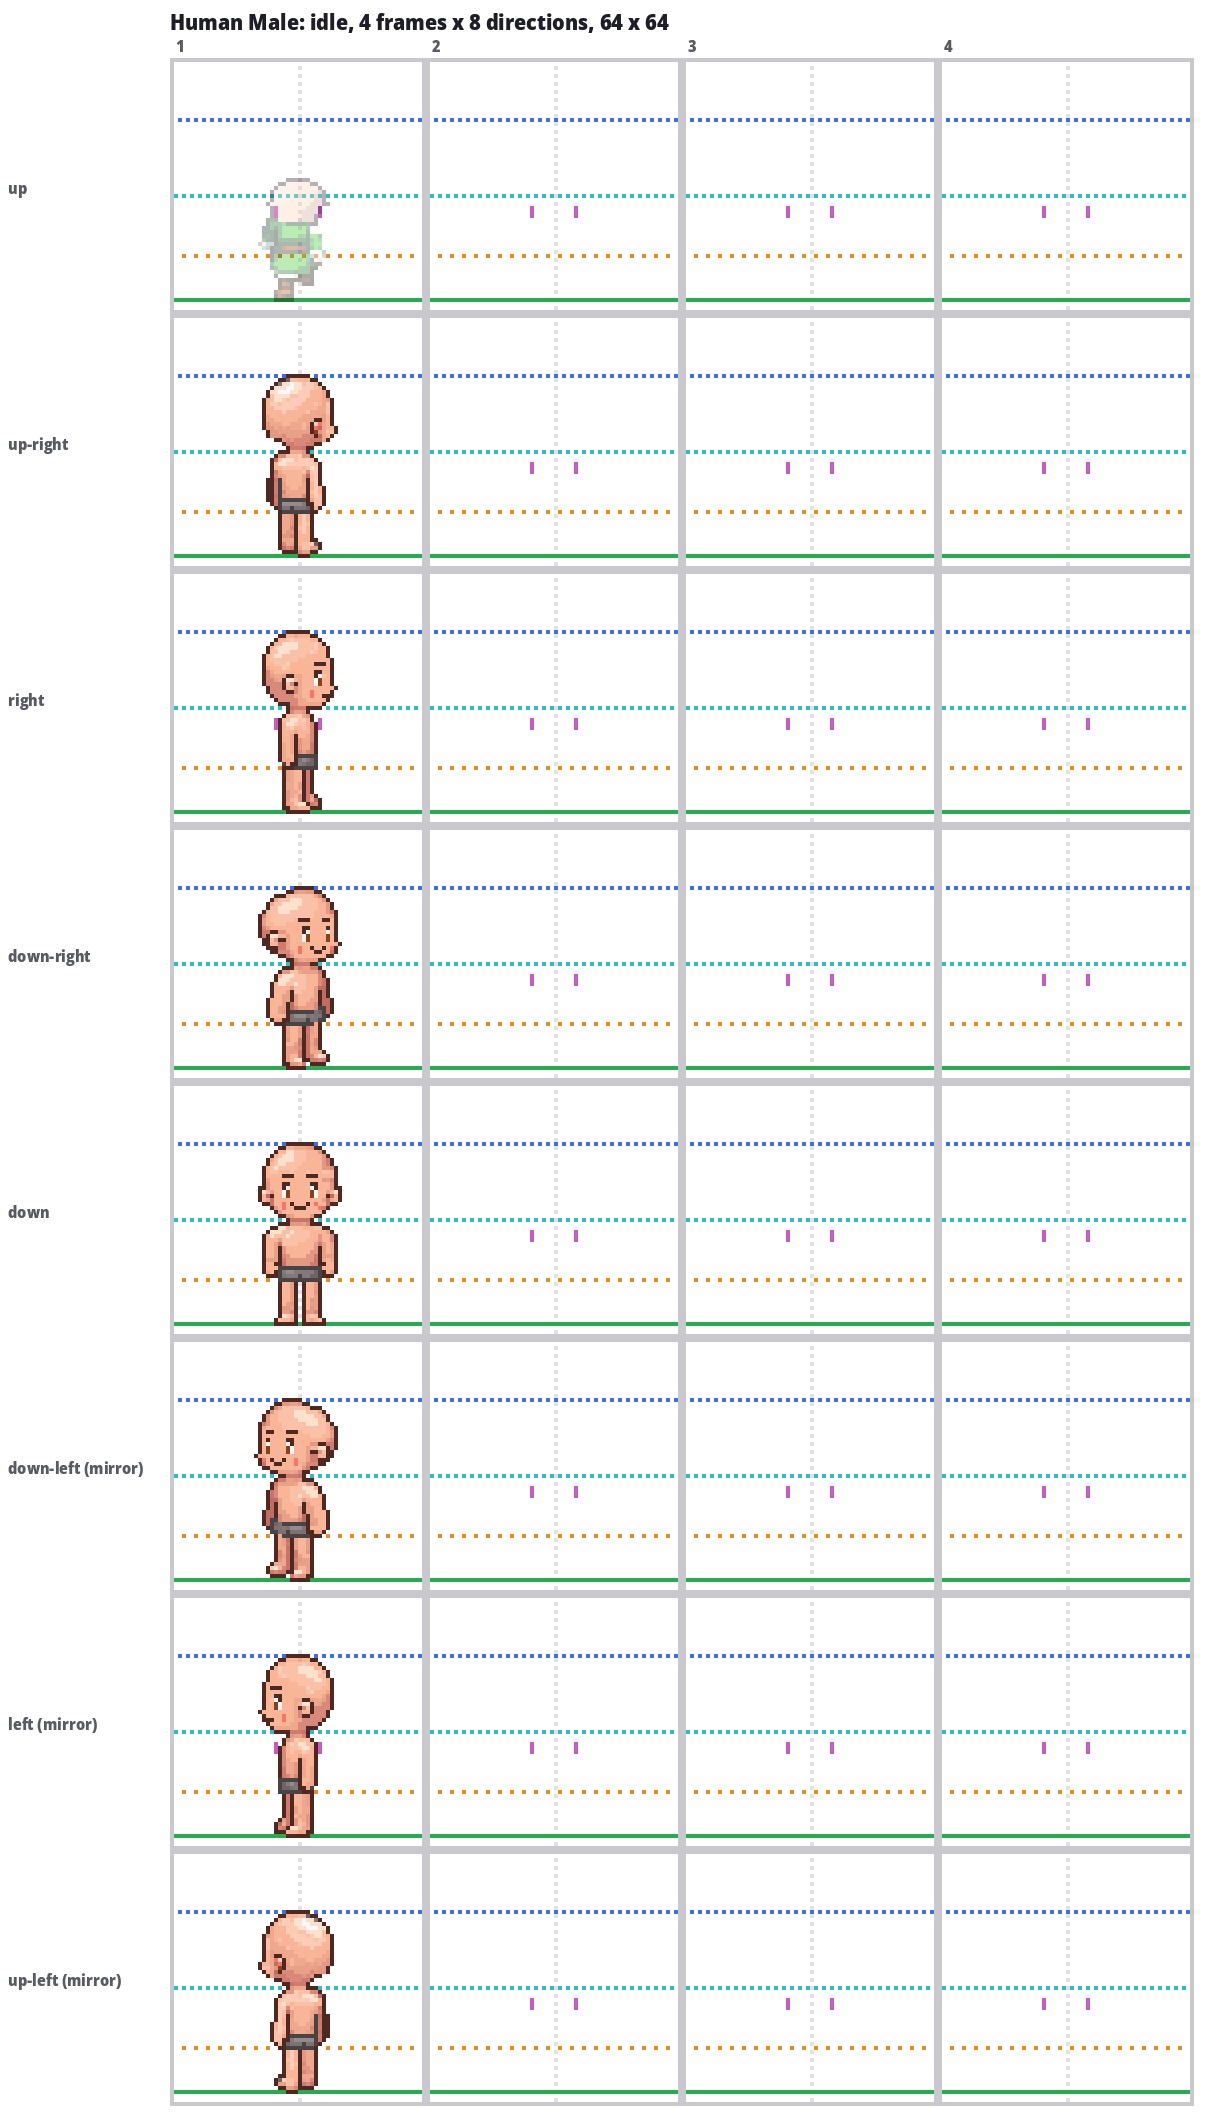 Human Male: idle, 4 frames x 8 directions, 64 x 64
1 2 3 4
up
up-right
right
down-right
down
down-left (mirror)
left (mirror)
up-left (mirror)